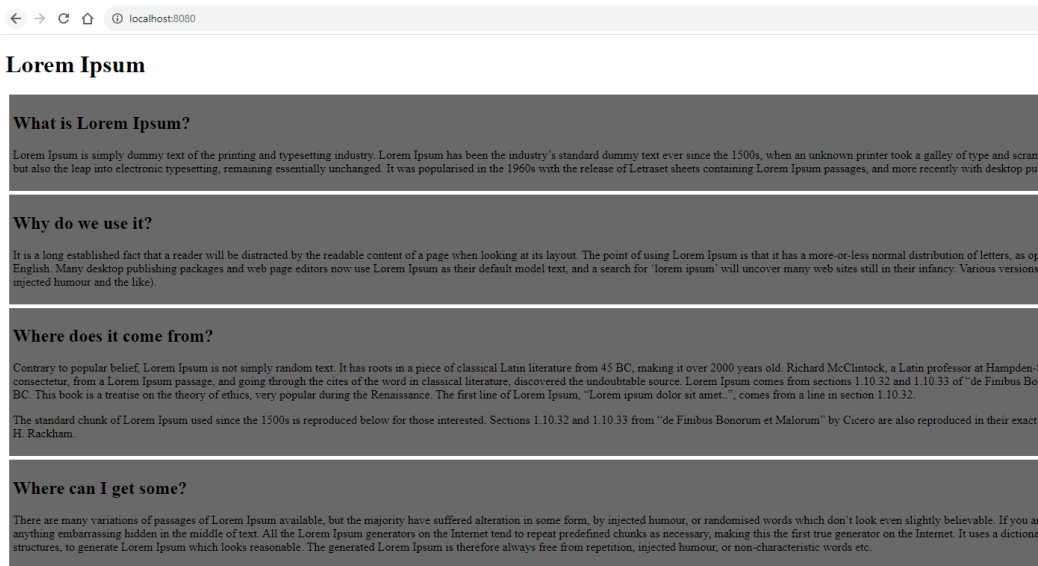 localhost:8080
Lorem Ipsum
What is Lorem Ipsum?
Lorem Ipsum is simply dummy text of the printing and typesetting industry. Lorem Ipsum has been the industry’s standard dummy text ever since the 1500s, when an unknown printer took a galley of type and scram
but also the leap into electronic typesetting, remaining essentially unchanged. It was popularised in the 1960s with the release of Letraset sheets containing Lorem Ipsum passages, and more recently with desktop pu
Why do we use it?
It is a long established fact that a reader will be distracted by the readable content of a page when looking at its layout. The point of using Lorem Ipsum is that it has a more-or-less normal distribution of letters, as op
English. Many desktop publishing packages and web page editors now use Lorem Ipsum as their default model text, and a search for ‘lorem ipsum’ will uncover many web sites still in their infancy. Various versions
injected humour and the like).
Where does it come from?
Contrary to popular belief, Lorem Ipsum is not simply random text. It has roots in a piece of classical Latin literature from 45 BC, making it over 2000 years old. Richard McClintock, a Latin professor at Hampden-
consectetur, from a Lorem Ipsum passage, and going through the cites of the word in classical literature, discovered the undoubtable source. Lorem Ipsum comes from sections 1.10.32 and 1.10.33 of “de Finibus Bo
BC. This book is a treatise on the theory of ethics, very popular during the Renaissance. The first line of Lorem Ipsum, “Lorem ipsum dolor sit amet..”, comes from a line in section 1.10.32.
The standard chunk of Lorem Ipsum used since the 1500s is reproduced below for those interested. Sections 1.10.32 and 1.10.33 from “de Finibus Bonorum et Malorum” by Cicero are also reproduced in their exact
H. Rackham.
Where can I get some?
There are many variations of passages of Lorem Ipsum available, but the majority have suffered alteration in some form, by injected humour, or randomised words which don’t look even slightly believable. If you ar
anything embarrassing hidden in the middle of text. All the Lorem Ipsum generators on the Internet tend to repeat predefined chunks as necessary, making this the first true generator on the Internet. It uses a dictiona
structures, to generate Lorem Ipsum which looks reasonable. The generated Lorem Ipsum is therefore always free from repetition, injected humour, or non-characteristic words etc.